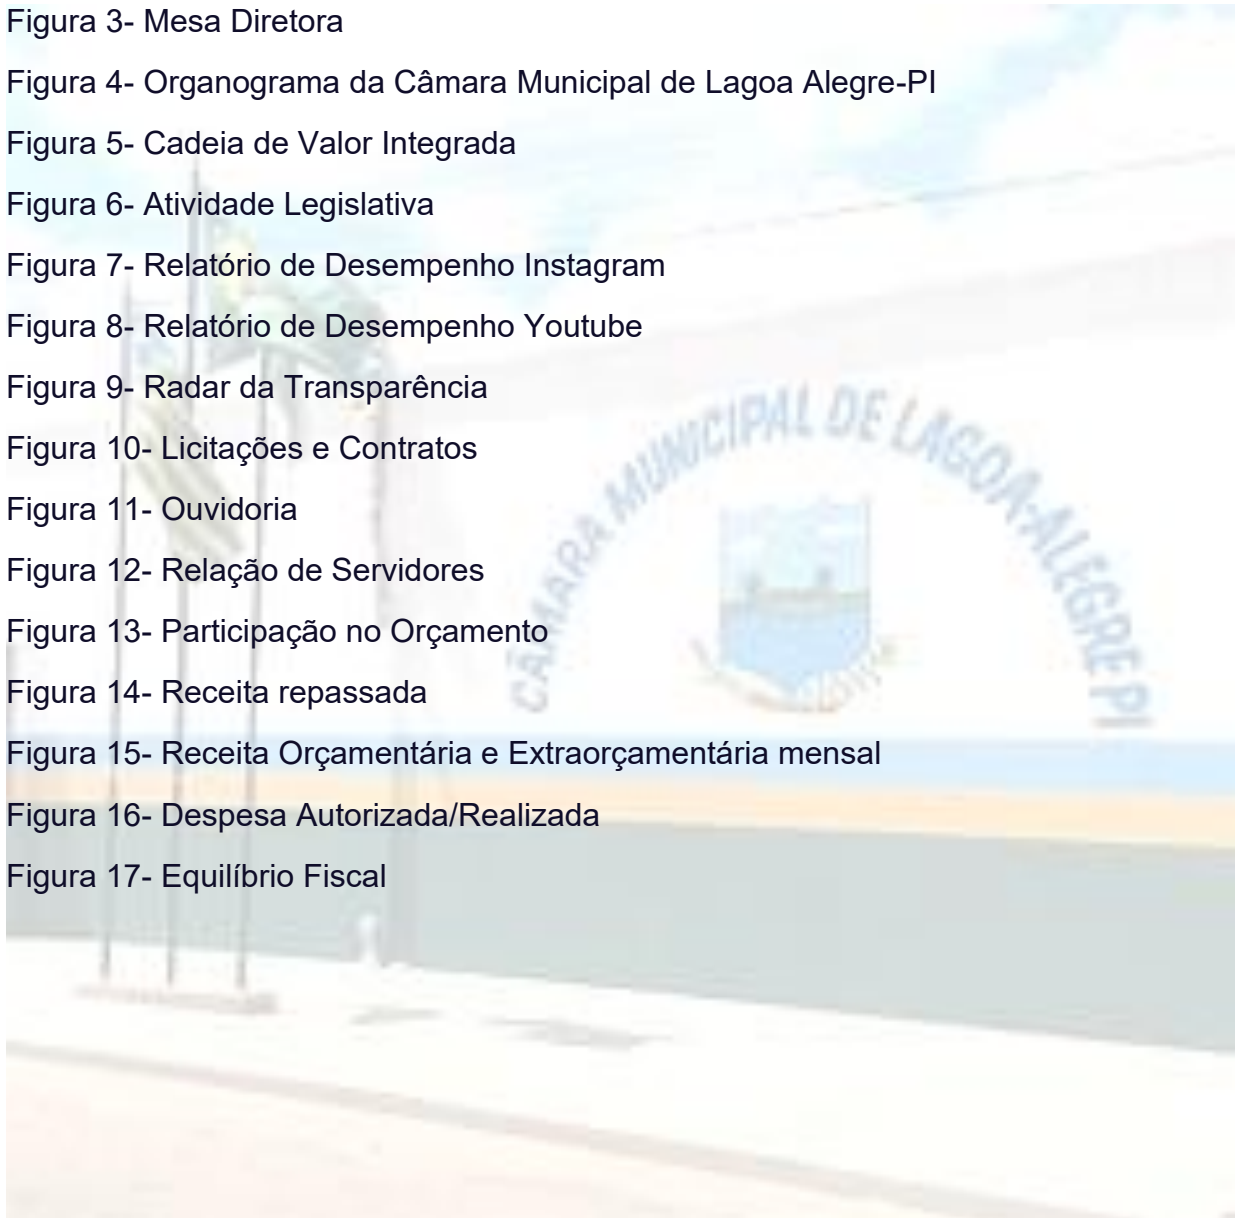 Figura 3- Mesa Diretora
Figura 4- Organograma da Câmara Municipal de Lagoa Alegre-PI
Figura 5- Cadeia de Valor Integrada
Figura 6- Atividade Legislativa
Figura 7- Relatório de Desempenho Instagram
Figura 8- Relatório de Desempenho Youtube
Figura 9- Radar da Transparência
Figura 10- Licitações e Contratos
Figura 11- Ouvidoria
Figura 12- Relação de Servidores
Figura 13- Participação no Orçamento
Figura 14- Receita repassada
Figura 15- Receita Orçamentária e Extraorçamentária mensal
Figura 16- Despesa Autorizada/Realizada
Figura 17- Equilíbrio Fiscal
CÂMARA MUNICIPAL DE LAGOA-ALEGRE PI